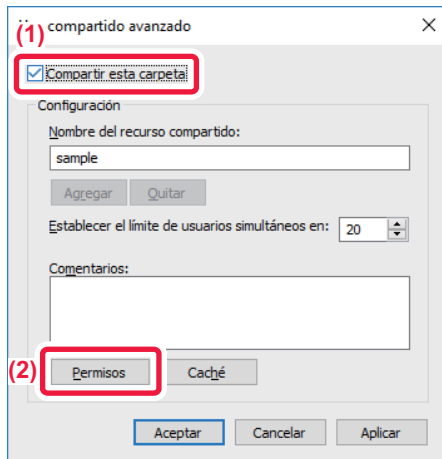 (1)
compartido avanzado
Compartir esta carpeta
Configuración
Nombre del recurso compartido:
sample
Agregar Quitar
Establecer el límite de usuarios simultáneos en: 20
Comentarios:
(2)
Permisos Caché
Aceptar Cancelar Aplicar